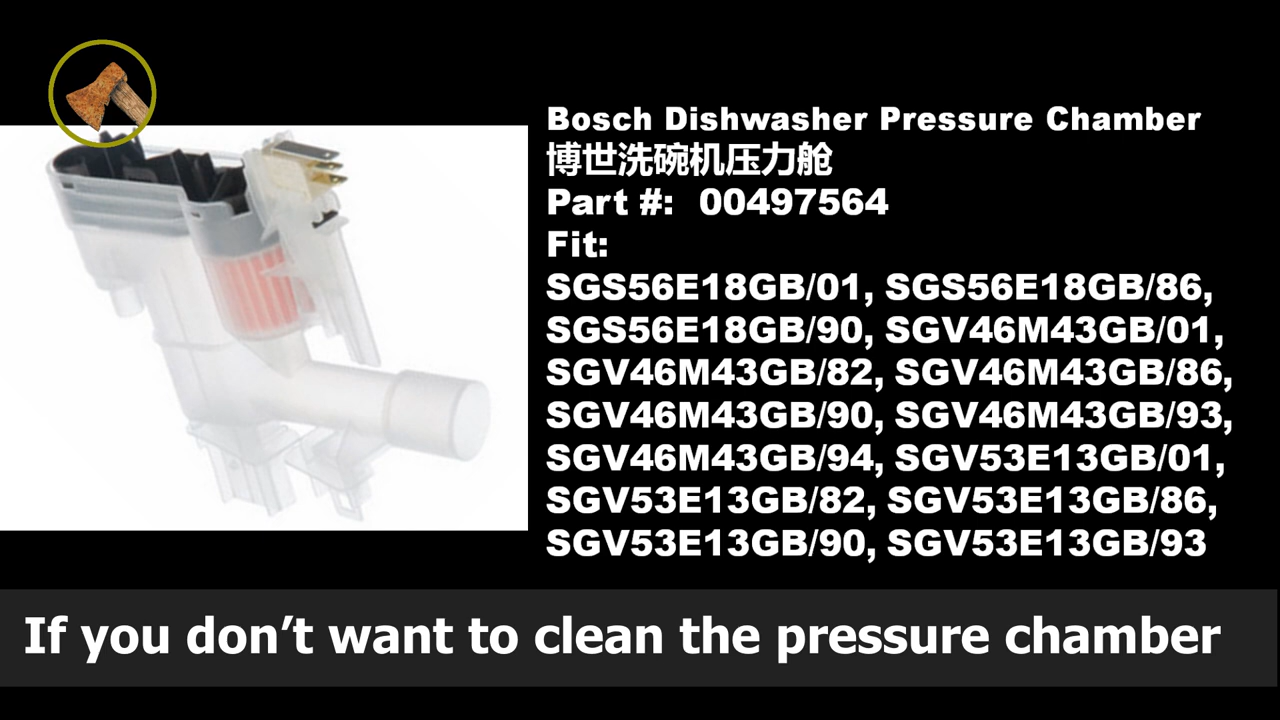 Bosch Dishwasher Pressure Chamber
博世洗碗机压力舱
Part #: 00497564
Fit:
SGS56E18GB/01, SGS56E18GB/86,
SGS56E18GB/90, SGV46M43GB/01,
SGV46M43GB/82, SGV46M43GB/86,
SGV46M43GB/90, SGV46M43GB/93,
SGV46M43GB/94, SGV53E13GB/01,
SGV53E13GB/82, SGV53E13GB/86,
SGV53E13GB/90, SGV53E13GB/93
If you don’t want to clean the pressure chamber